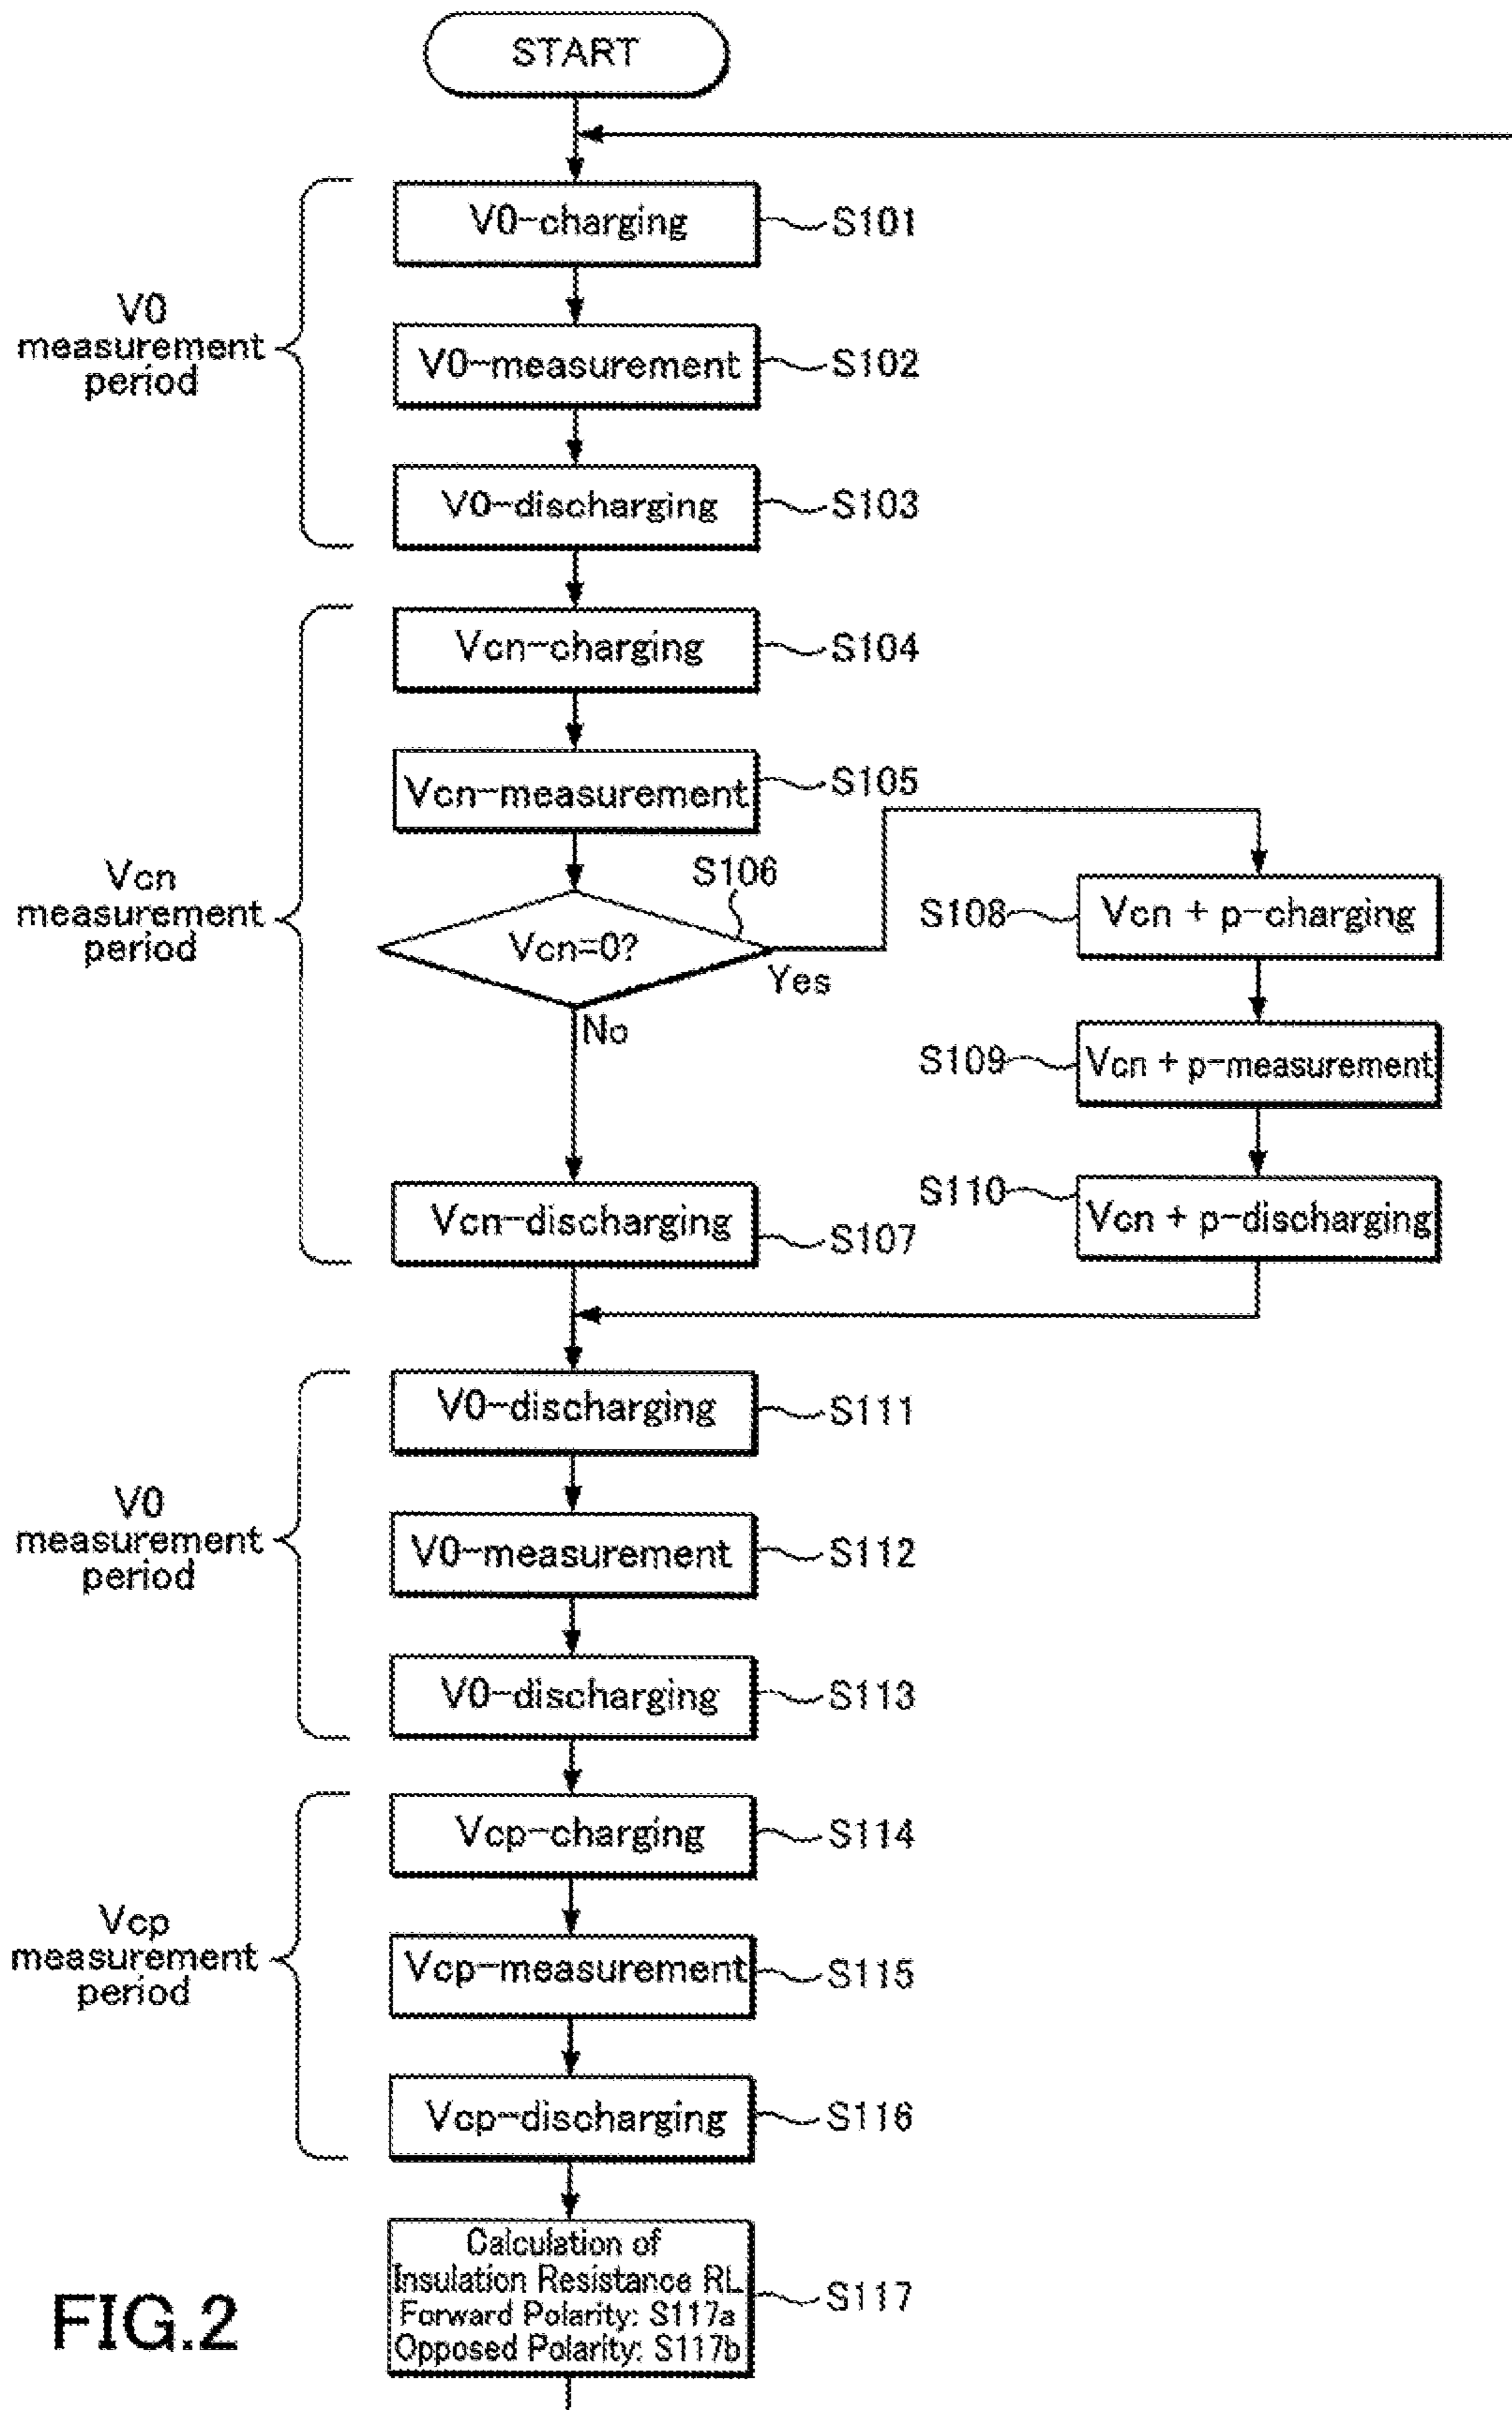 START
V0-charging
S101
V0
measurement
period
V0-measurement
S102
V0-discharging
S103
Vcn-charging
S104
Vcn-measurement
S105
Vcn
measurement
period
S106
Vcn=0?
Yes
No
S108
Vcn + p-charging
S109
Vcn + p-measurement
S110
Vcn + p-discharging
Vcn-discharging
S107
V0-discharging
S111
V0
measurement
period
V0-measurement
S112
V0-discharging
S113
Vcp-charging
S114
Vcp
measurement
period
Vcp-measurement
S115
Vcp-discharging
S116
Calculation of
Insulation Resistance RL
Forward Polarity: S117a
Opposed Polarity: S117b
S117
FIG.2